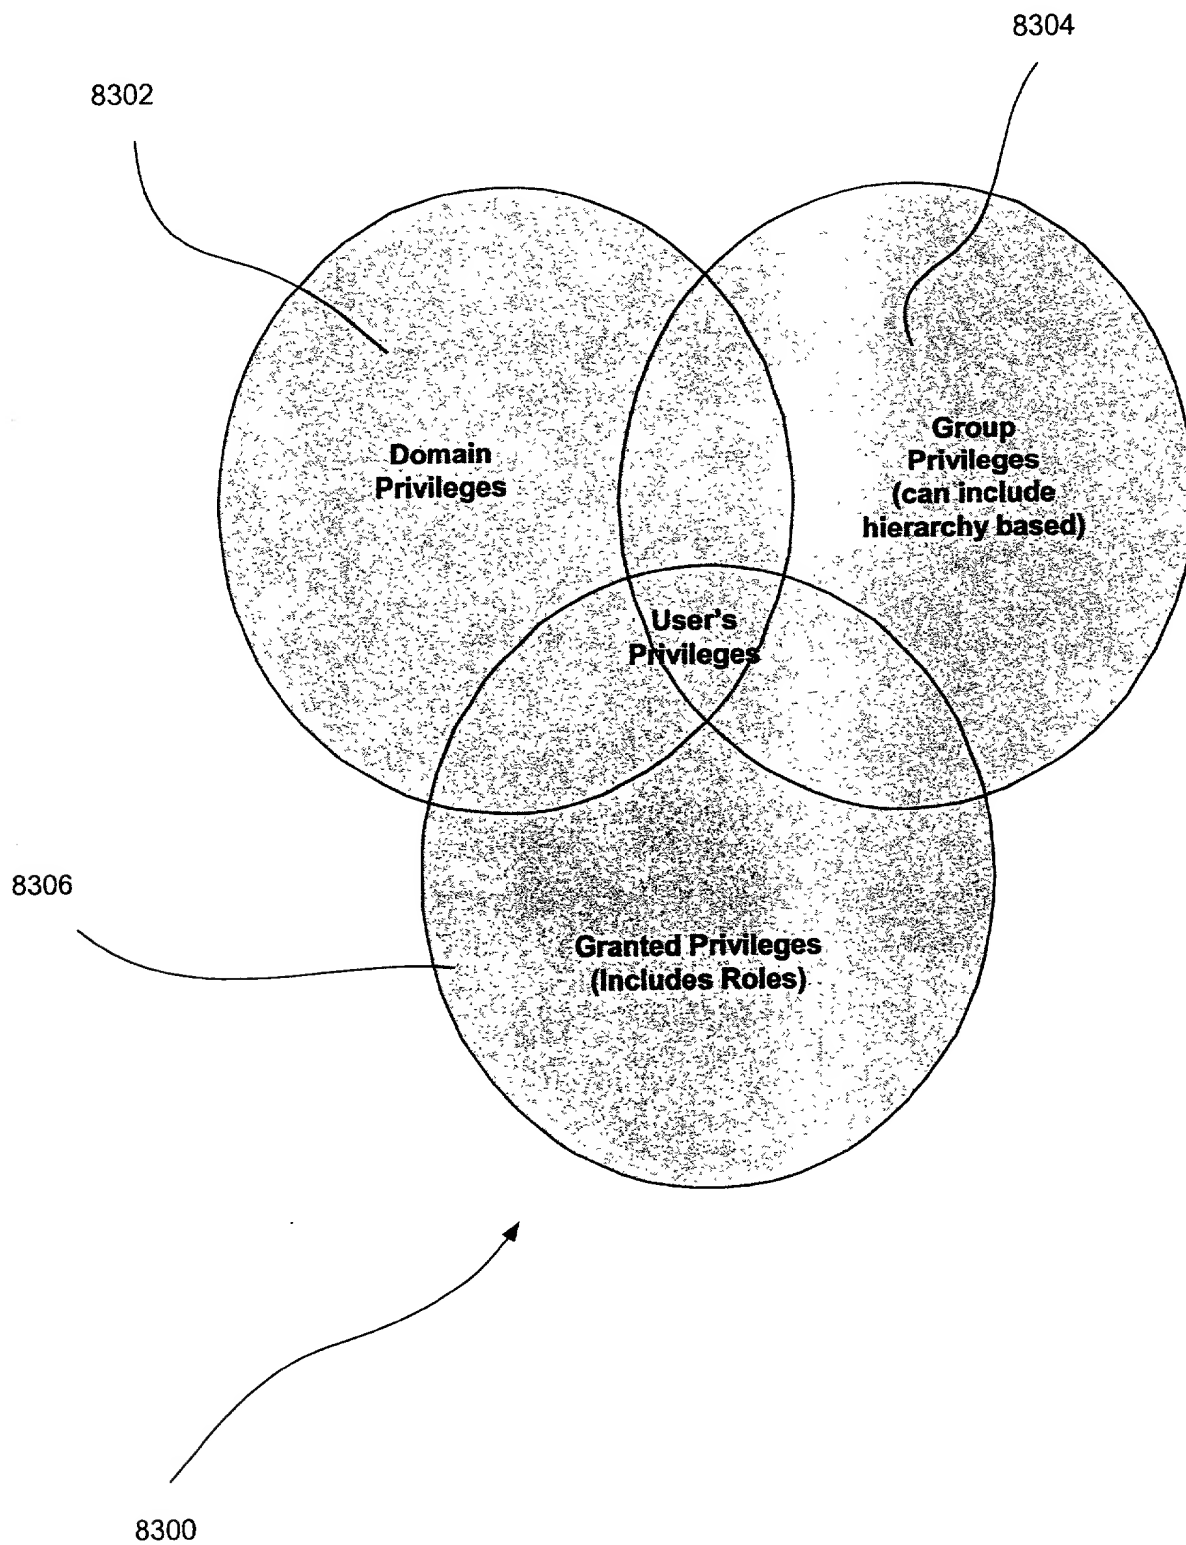 8304
8302
Domain
Privileges
Group
Privileges
(can include
hierarchy based)
User's
Privileges
8306
Granted Privileges
(Includes Roles)
8300